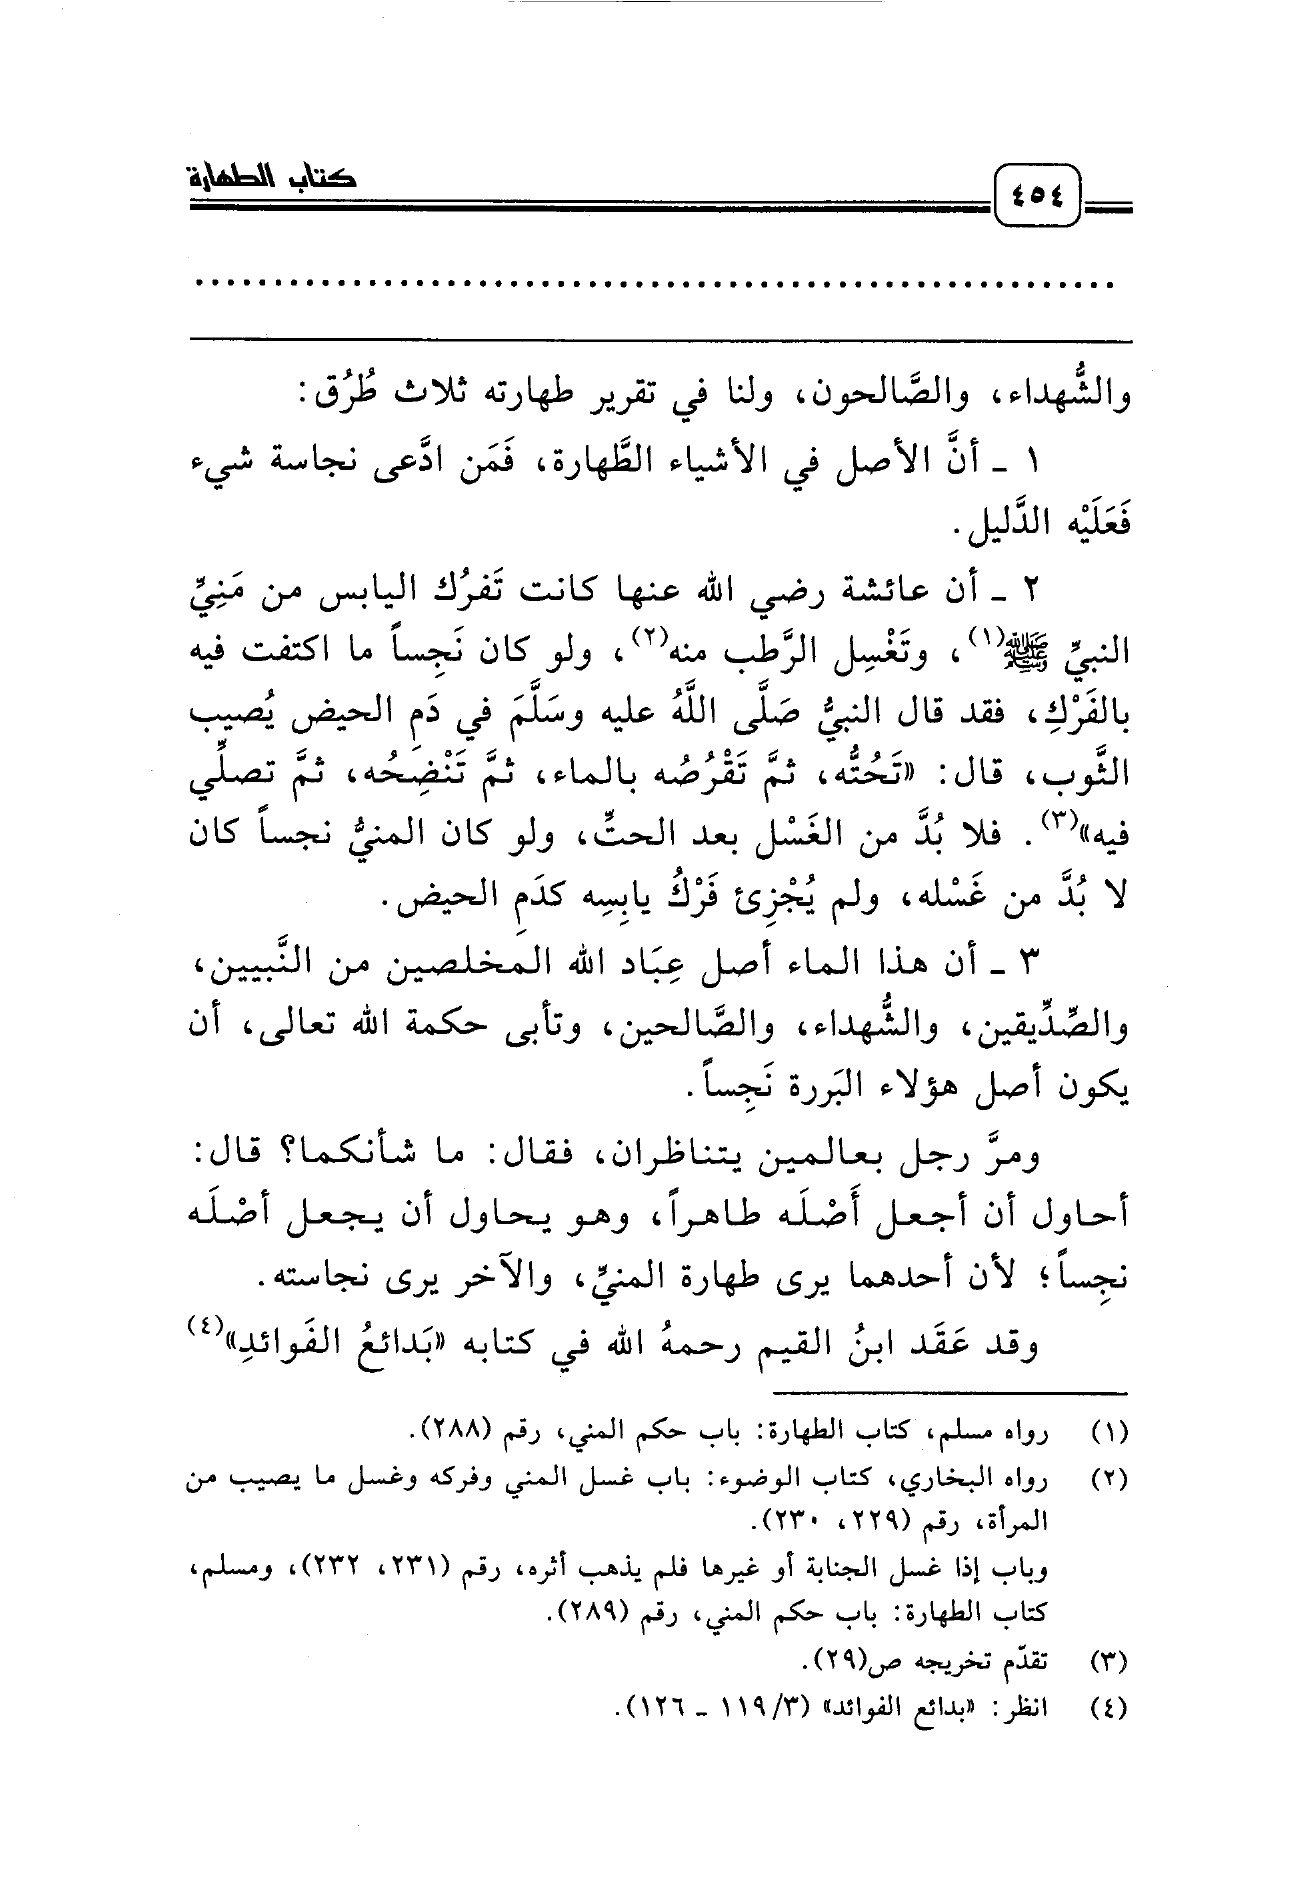 ٤٥٤
كتاب الطهارة
والشُّهداء، والصَّالحون، ولنا في تقرير طهارته ثلاث طُرُق:
١ ـ أنَّ الأصل في الأشياء الطَّهارة، فَمَن ادَّعى نجاسة شيء
فَعَلَيْه الدَّليل.
٢ ـ أن عائشة رضي الله عنها كانت تَفرُك اليابس من مَنِيِّ
النبيِّ ﷺ(١)، وتَغْسِل الرَّطب منه(٢)، ولو كان نَجِساً ما اكتفت فيه
بالفَرْكِ، فقد قال النبيُّ صَلَّى اللَّهُ عليه وسَلَّمَ في دَمِ الحيض يُصيب
الثَّوب، قال: «تَحُتُّه، ثمَّ تَقْرُصُه بالماء، ثمَّ تَنْضِحُه، ثمَّ تصلِّي
فيه»(٣). فلا بُدَّ من الغَسْل بعد الحتِّ، ولو كان المنيُّ نجساً كان
لا بُدَّ من غَسْله، ولم يُجْزِئ فَرْكُ يابِسِه كدَمِ الحيض.
٣ ـ أن هذا الماء أصل عِبَاد الله المخلصين من النَّبيين،
والصِّدِّيقين، والشُّهداء، والصَّالحين، وتأبى حكمة الله تعالى، أن
يكون أصل هؤلاء البَررة نَجِساً.
ومرَّ رجل بعالمين يتناظران، فقال: ما شأنكما؟ قال:
أحاول أن أجعل أَصْلَه طاهراً، وهو يحاول أن يجعل أصْلَه
نجِساً؛ لأن أحدهما يرى طهارة المنيِّ، والآخر يرى نجاسته.
وقد عَقَد ابنُ القيم رحمهُ الله في كتابه «بَدائعُ الفَوائدِ»(٤)
(١) رواه مسلم، كتاب الطهارة: باب حكم المني، رقم (٢٨٨).
(٢) رواه البخاري، كتاب الوضوء: باب غسل المني وفركه وغسل ما يصيب من
المرأة، رقم (٢٢٩، ٢٣٠).
وباب إذا غسل الجنابة أو غيرها فلم يذهب أثره، رقم (٢٣١، ٢٣٢)، ومسلم،
كتاب الطهارة: باب حكم المني، رقم (٢٨٩).
(٣) تقدّم تخريجه ص(٢٩).
(٤) انظر: «بدائع الفوائد» (٣/١١٩ ـ ١٢٦).